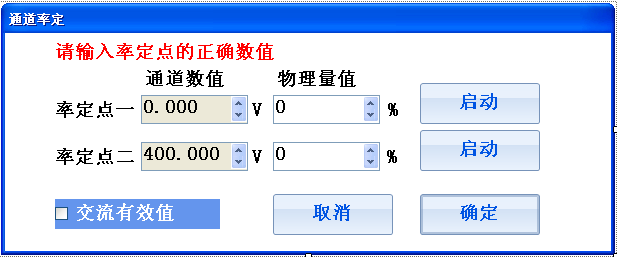 通道率定
请输入率定点的正确数值
通道数值 物理量值
率定点一 0.000 V 0 % 启动
率定点二 400.000 V 0 % 启动
交流有效值 取消 确定